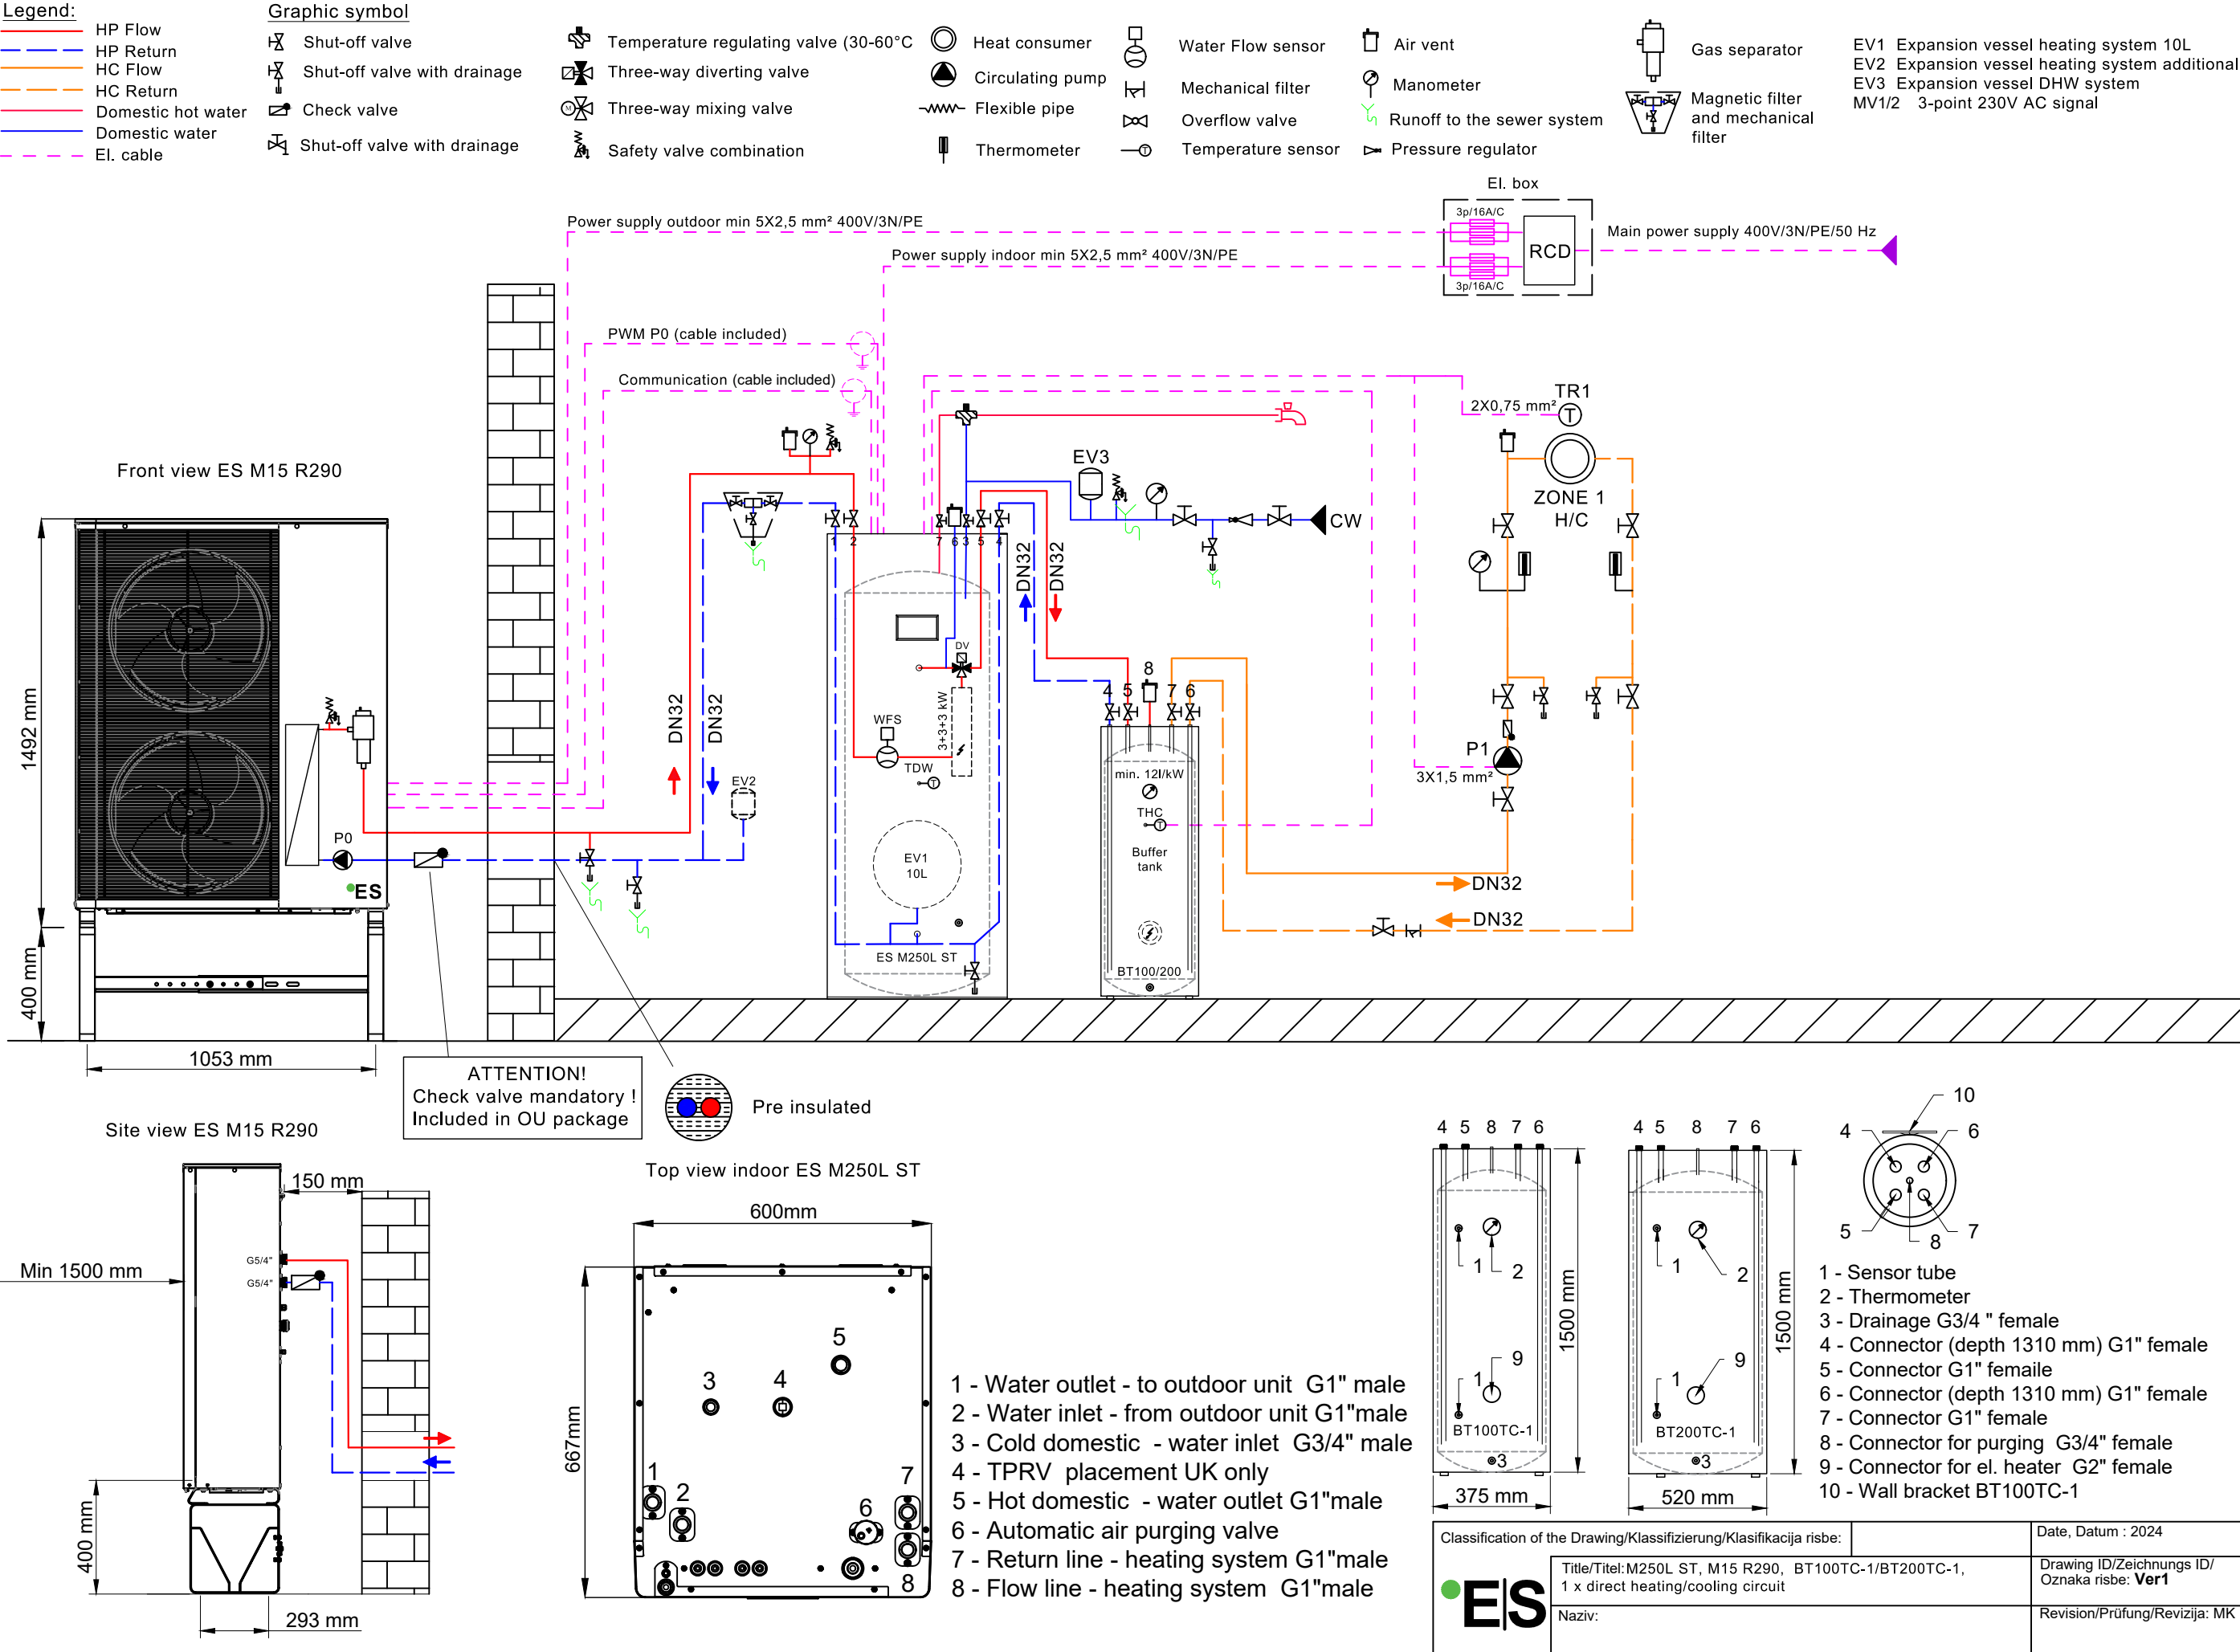 Legend:
HP Flow
HP Return
HC Flow
HC Return
Domestic hot water
Domestic water
El. cable
Graphic symbol
Shut-off valve
Shut-off valve with drainage
Check valve
Shut-off valve with drainage
Temperature regulating valve (30-60°C
Three-way diverting valve
M
Three-way mixing valve
Safety valve combination
Heat consumer
Circulating pump
Flexible pipe
Thermometer
Water Flow sensor
Mechanical filter
Overflow valve
T
Temperature sensor
Air vent
Manometer
Runoff to the sewer system
Pressure regulator
Gas separator
Magnetic filter
and mechanical
filter
EV1 Expansion vessel heating system 10L
EV2 Expansion vessel heating system additional
EV3 Expansion vessel DHW system
MV1/2 3-point 230V AC signal
El. box
3p/16A/C
RCD
3p/16A/C
Main power supply 400V/3N/PE/50 Hz
Power supply outdoor min 5X2,5 mm² 400V/3N/PE
Power supply indoor min 5X2,5 mm² 400V/3N/PE
PWM P0 (cable included)
Communication (cable included)
Front view ES M15 R290
1492 mm
400 mm
1053 mm
P0
ES
DN32
DN32
EV2
1
2
7
6
3
5
4
DV
3+3+3 kW
WFS
TDW
T
EV1
10L
ES M250L ST
EV3
CW
DN32
DN32
4
5
8
7
6
min. 12l/kW
THC
T
Buffer
tank
BT100/200
2X0,75 mm²
TR1
T
ZONE 1
H/C
P1
3X1,5 mm²
DN32
DN32
ATTENTION!
Check valve mandatory !
Included in OU package
Pre insulated
Site view ES M15 R290
150 mm
Min 1500 mm
G5/4"
G5/4"
400 mm
293 mm
Top view indoor ES M250L ST
600mm
667mm
1
2
3
4
5
6
7
8
1 - Water outlet - to outdoor unit G1" male
2 - Water inlet - from outdoor unit G1"male
3 - Cold domestic - water inlet G3/4" male
4 - TPRV placement UK only
5 - Hot domestic - water outlet G1"male
6 - Automatic air purging valve
7 - Return line - heating system G1"male
8 - Flow line - heating system G1"male
4 5 8 7 6
1
2
9
1
BT100TC-1
3
375 mm
1500 mm
4 5 8 7 6
1
2
9
1
BT200TC-1
3
520 mm
1500 mm
10
4
6
5
8
7
1 - Sensor tube
2 - Thermometer
3 - Drainage G3/4 " female
4 - Connector (depth 1310 mm) G1" female
5 - Connector G1" femaile
6 - Connector (depth 1310 mm) G1" female
7 - Connector G1" female
8 - Connector for purging G3/4" female
9 - Connector for el. heater G2" female
10 - Wall bracket BT100TC-1
Classification of the Drawing/Klassifizierung/Klasifikacija risbe:
Date, Datum : 2024
E|S
Title/Titel:M250L ST, M15 R290, BT100TC-1/BT200TC-1,
1 x direct heating/cooling circuit
Drawing ID/Zeichnungs ID/
Oznaka risbe: Ver1
Naziv:
Revision/Prüfung/Revizija: MK